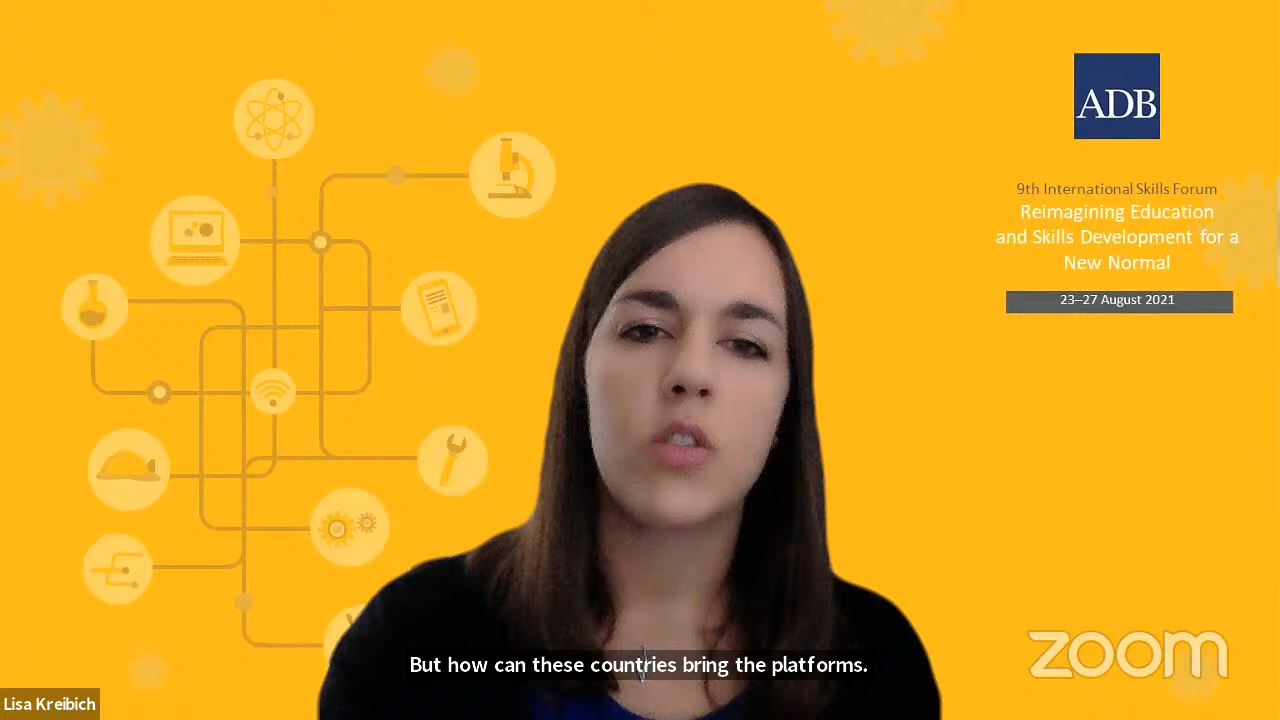 ADB
9th International Skills Forum
Reimagining Education
and Skills Development for a
New Normal
23–27 August 2021
zoom
But how can these countries bring the platforms.
Lisa Kreibich